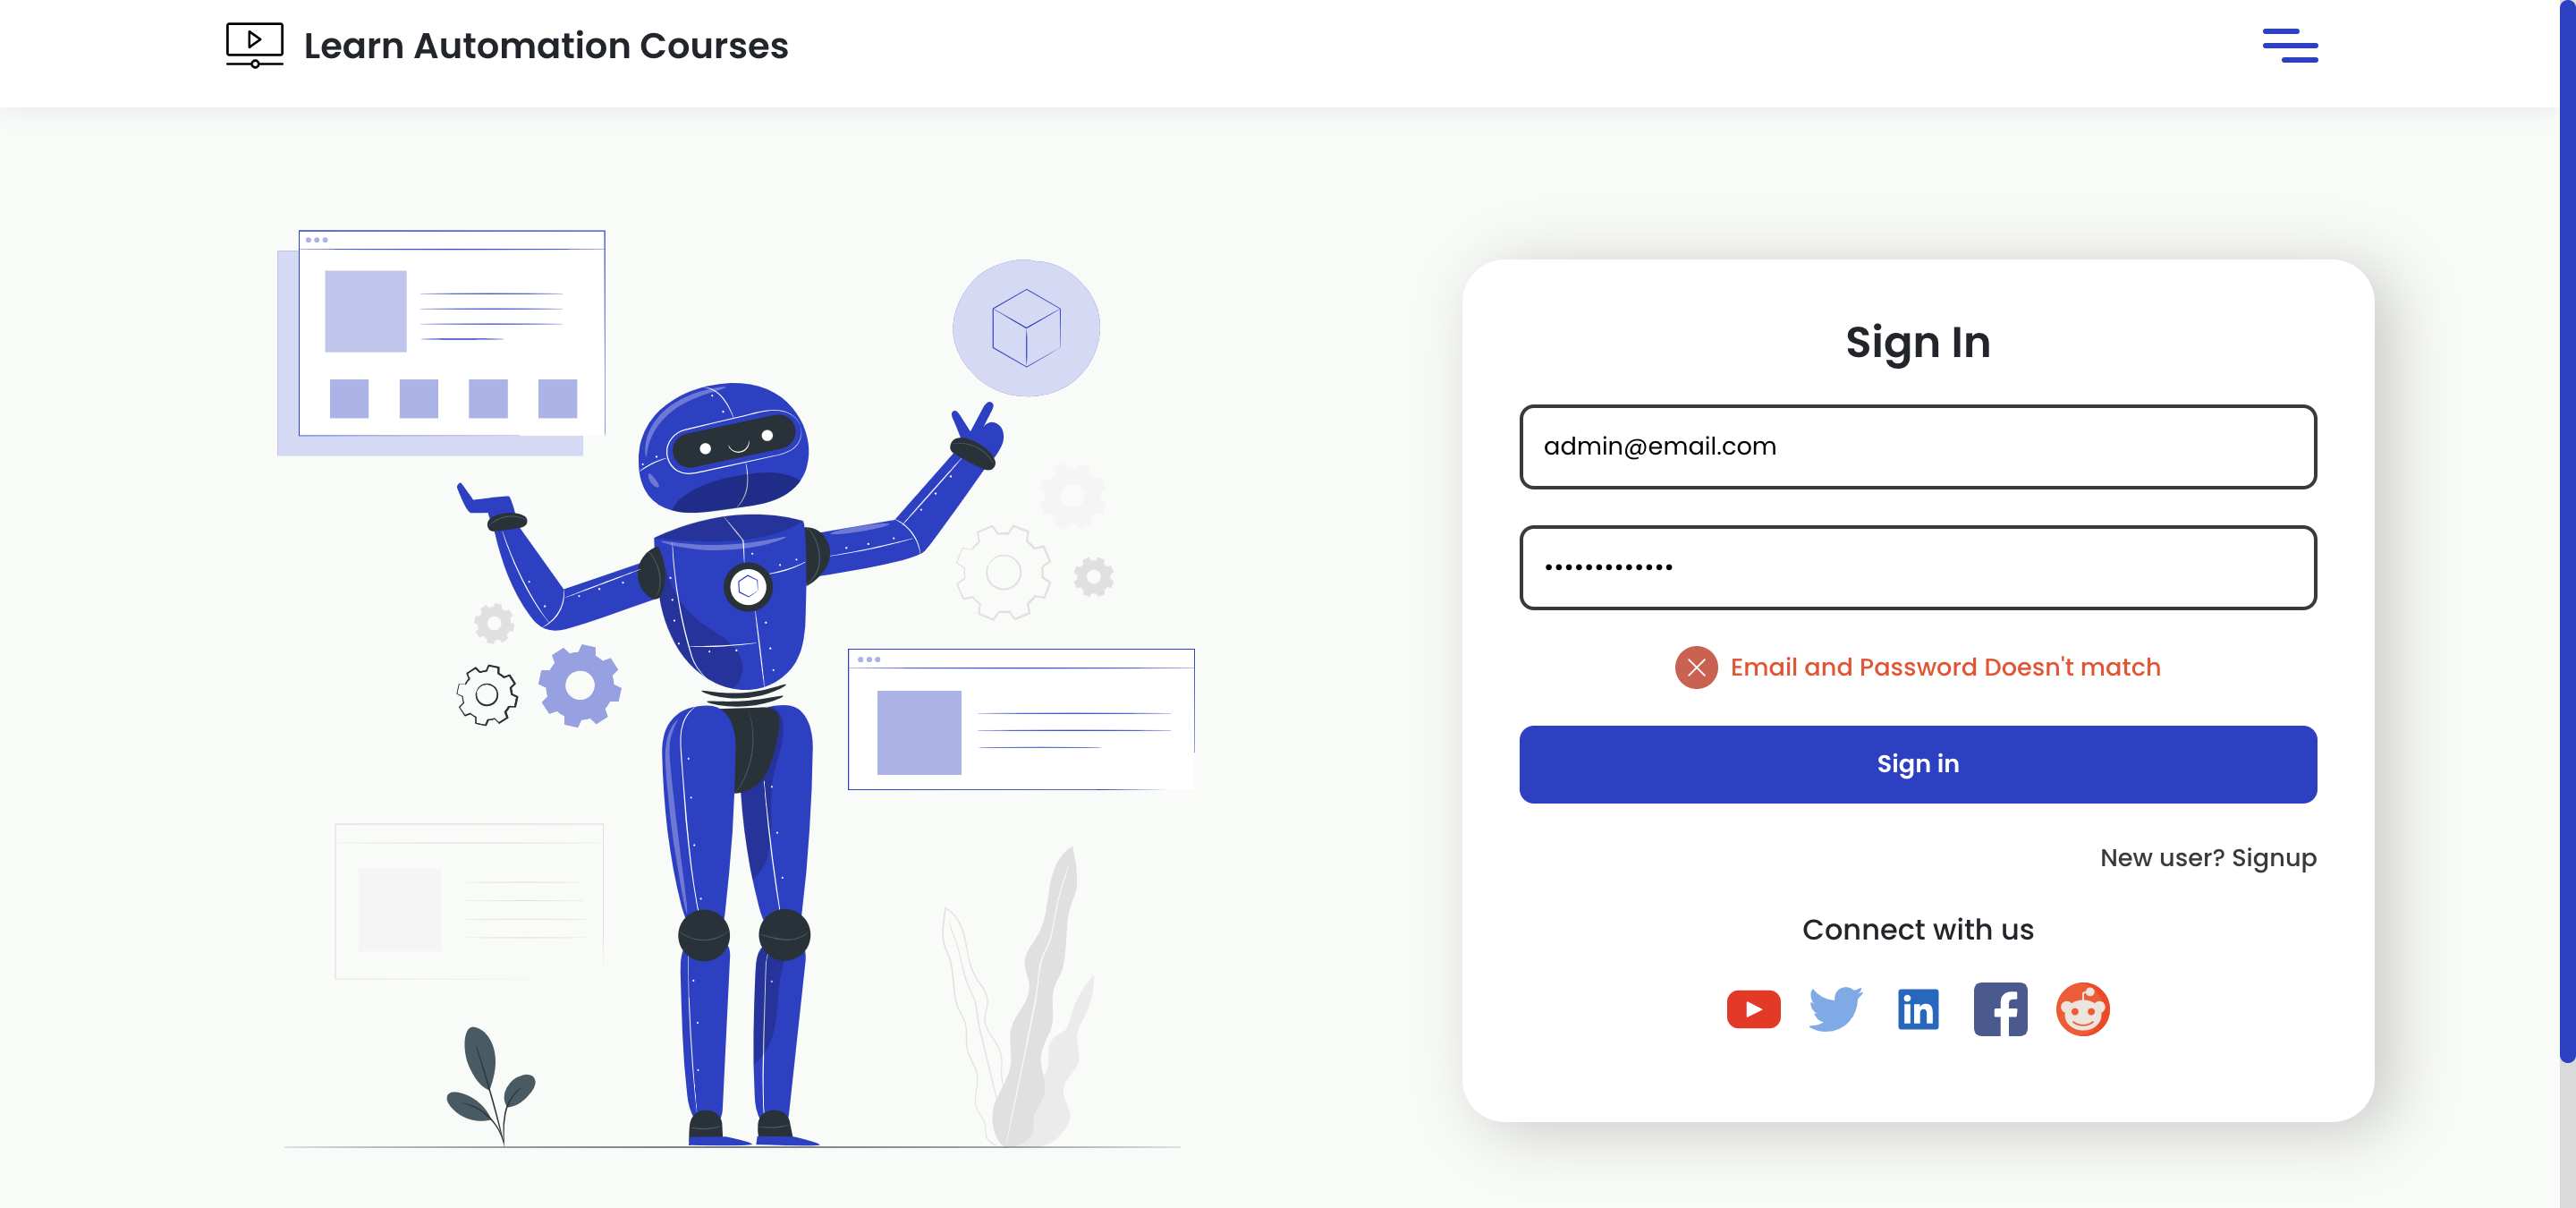 Learn Automation Courses
Sign In
admin@email.com
•••••••••••••
Email and Password Doesn't match
Sign in
New user? Signup
Connect with us
in
f